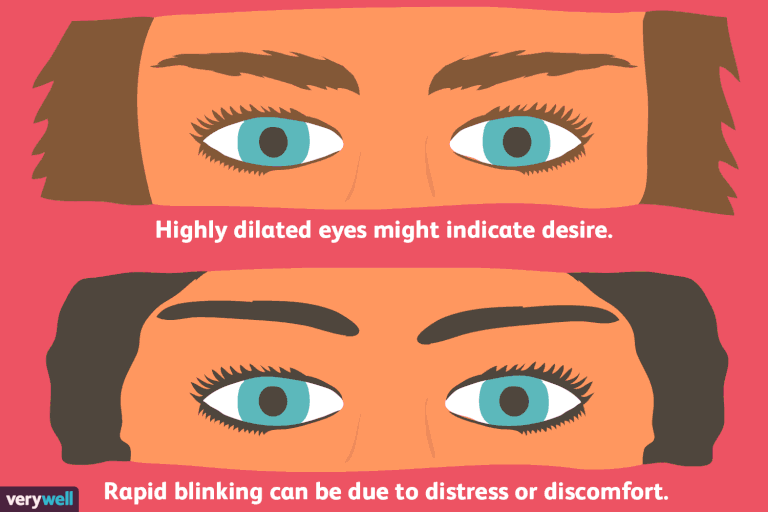 Highly dilated eyes might indicate desire.
Rapid blinking can be due to distress or discomfort.
verywell